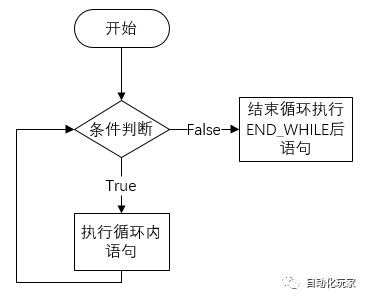 开始
条件判断
False
结束循环执行
END_WHILE后
语句
True
执行循环内
语句
自动化玩家